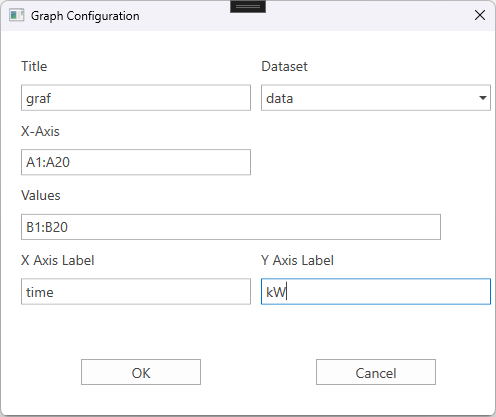 Graph Configuration
Title Dataset
graf data
X-Axis
A1:A20
Values
B1:B20
X Axis Label Y Axis Label
time kW
OK Cancel